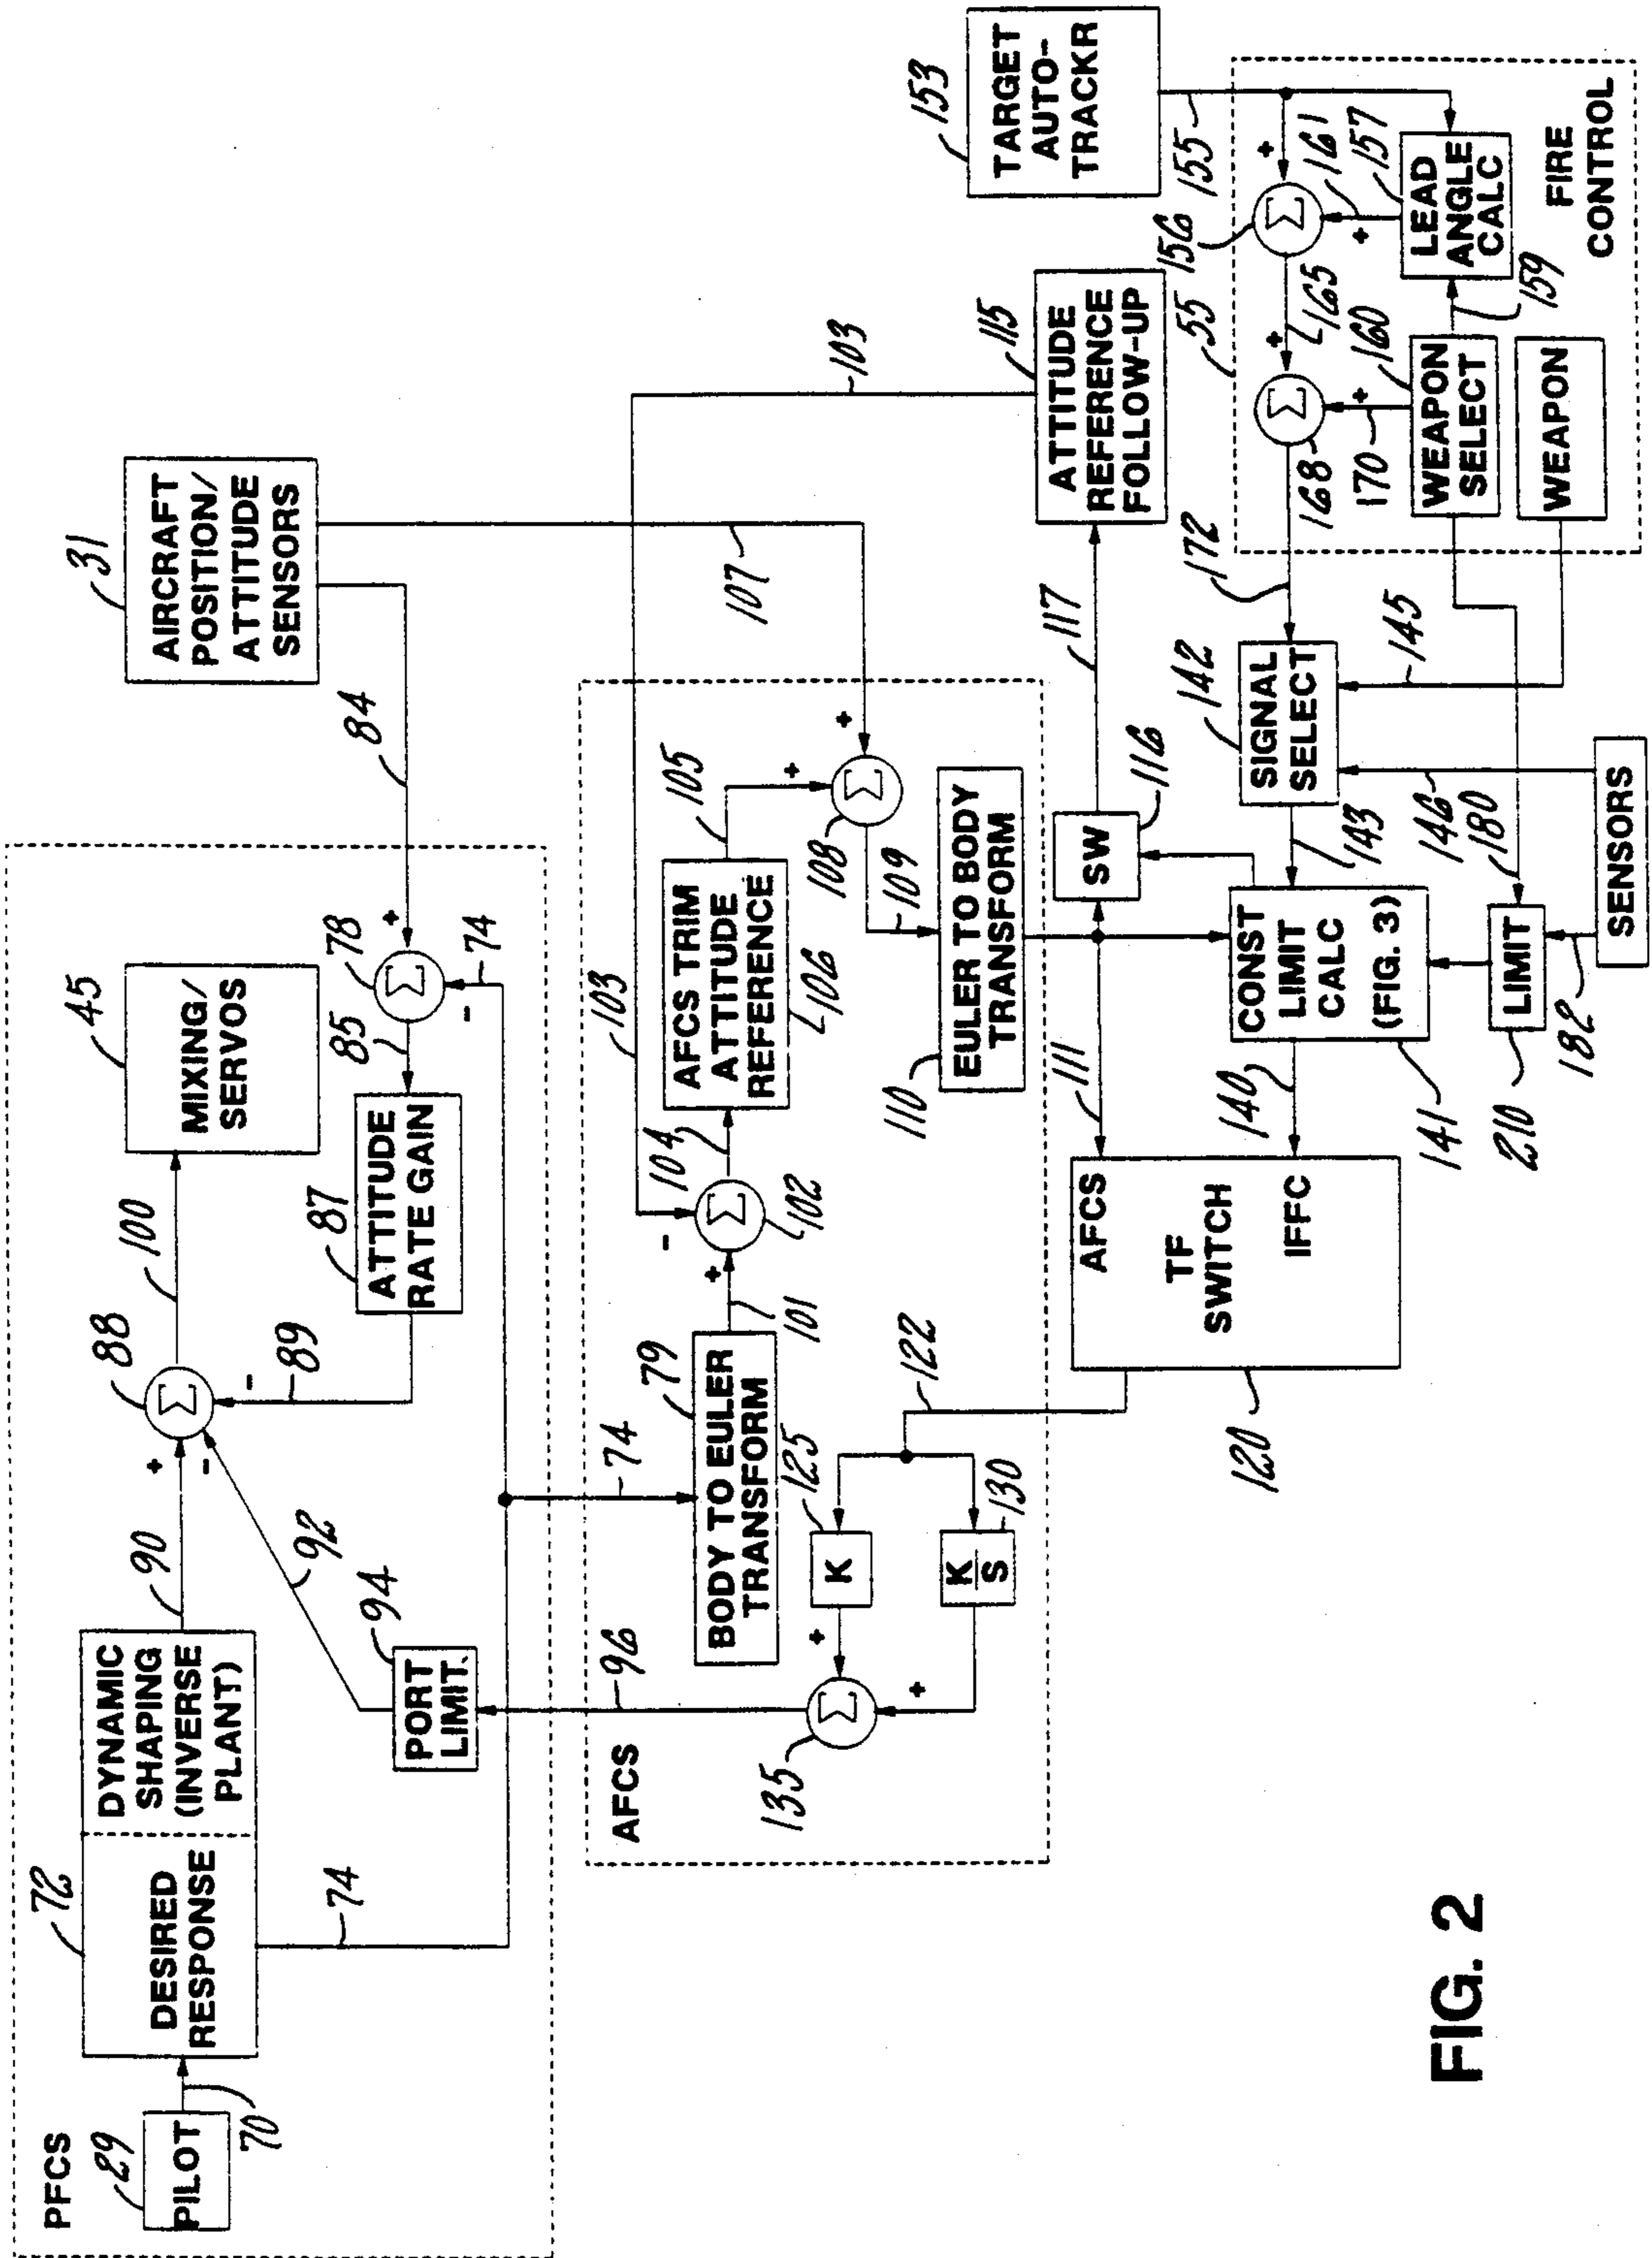 PFCS
29
PILOT
70
72
DESIRED
RESPONSE
DYNAMIC
SHAPING
(INVERSE
PLANT)
74
90
+
-
92
94
PORT
LIMIT.
96
88
Σ
-
89
100
45
MIXING/
SERVOS
87
ATTITUDE
RATE GAIN
85
78
Σ
+
-
74
84
31
AIRCRAFT
POSITION/
ATTITUDE
SENSORS
107
AFCS
74
79
BODY TO EULER
TRANSFORM
101
+
-
Σ
102
103
104
AFCS TRIM
ATTITUDE
REFERENCE
106
105
+
+
Σ
108
109
110
EULER TO BODY
TRANSFORM
103
115
ATTITUDE
REFERENCE
FOLLOW-UP
117
SW
116
111
135
Σ
+
+
125
K
130
K
S
122
120
AFCS
TF
SWITCH
IFFC
140
CONST
LIMIT
CALC
(FIG. 3)
141
143
142
SIGNAL
SELECT
145
146
172
180
210
LIMIT
182
SENSORS
153
TARGET
AUTO-
TRACKR
155
55
156
Σ
+
+
161
157
LEAD
ANGLE
CALC
159
165
+
+
Σ
168
170
160
WEAPON
SELECT
WEAPON
FIRE
CONTROL
FIG. 2